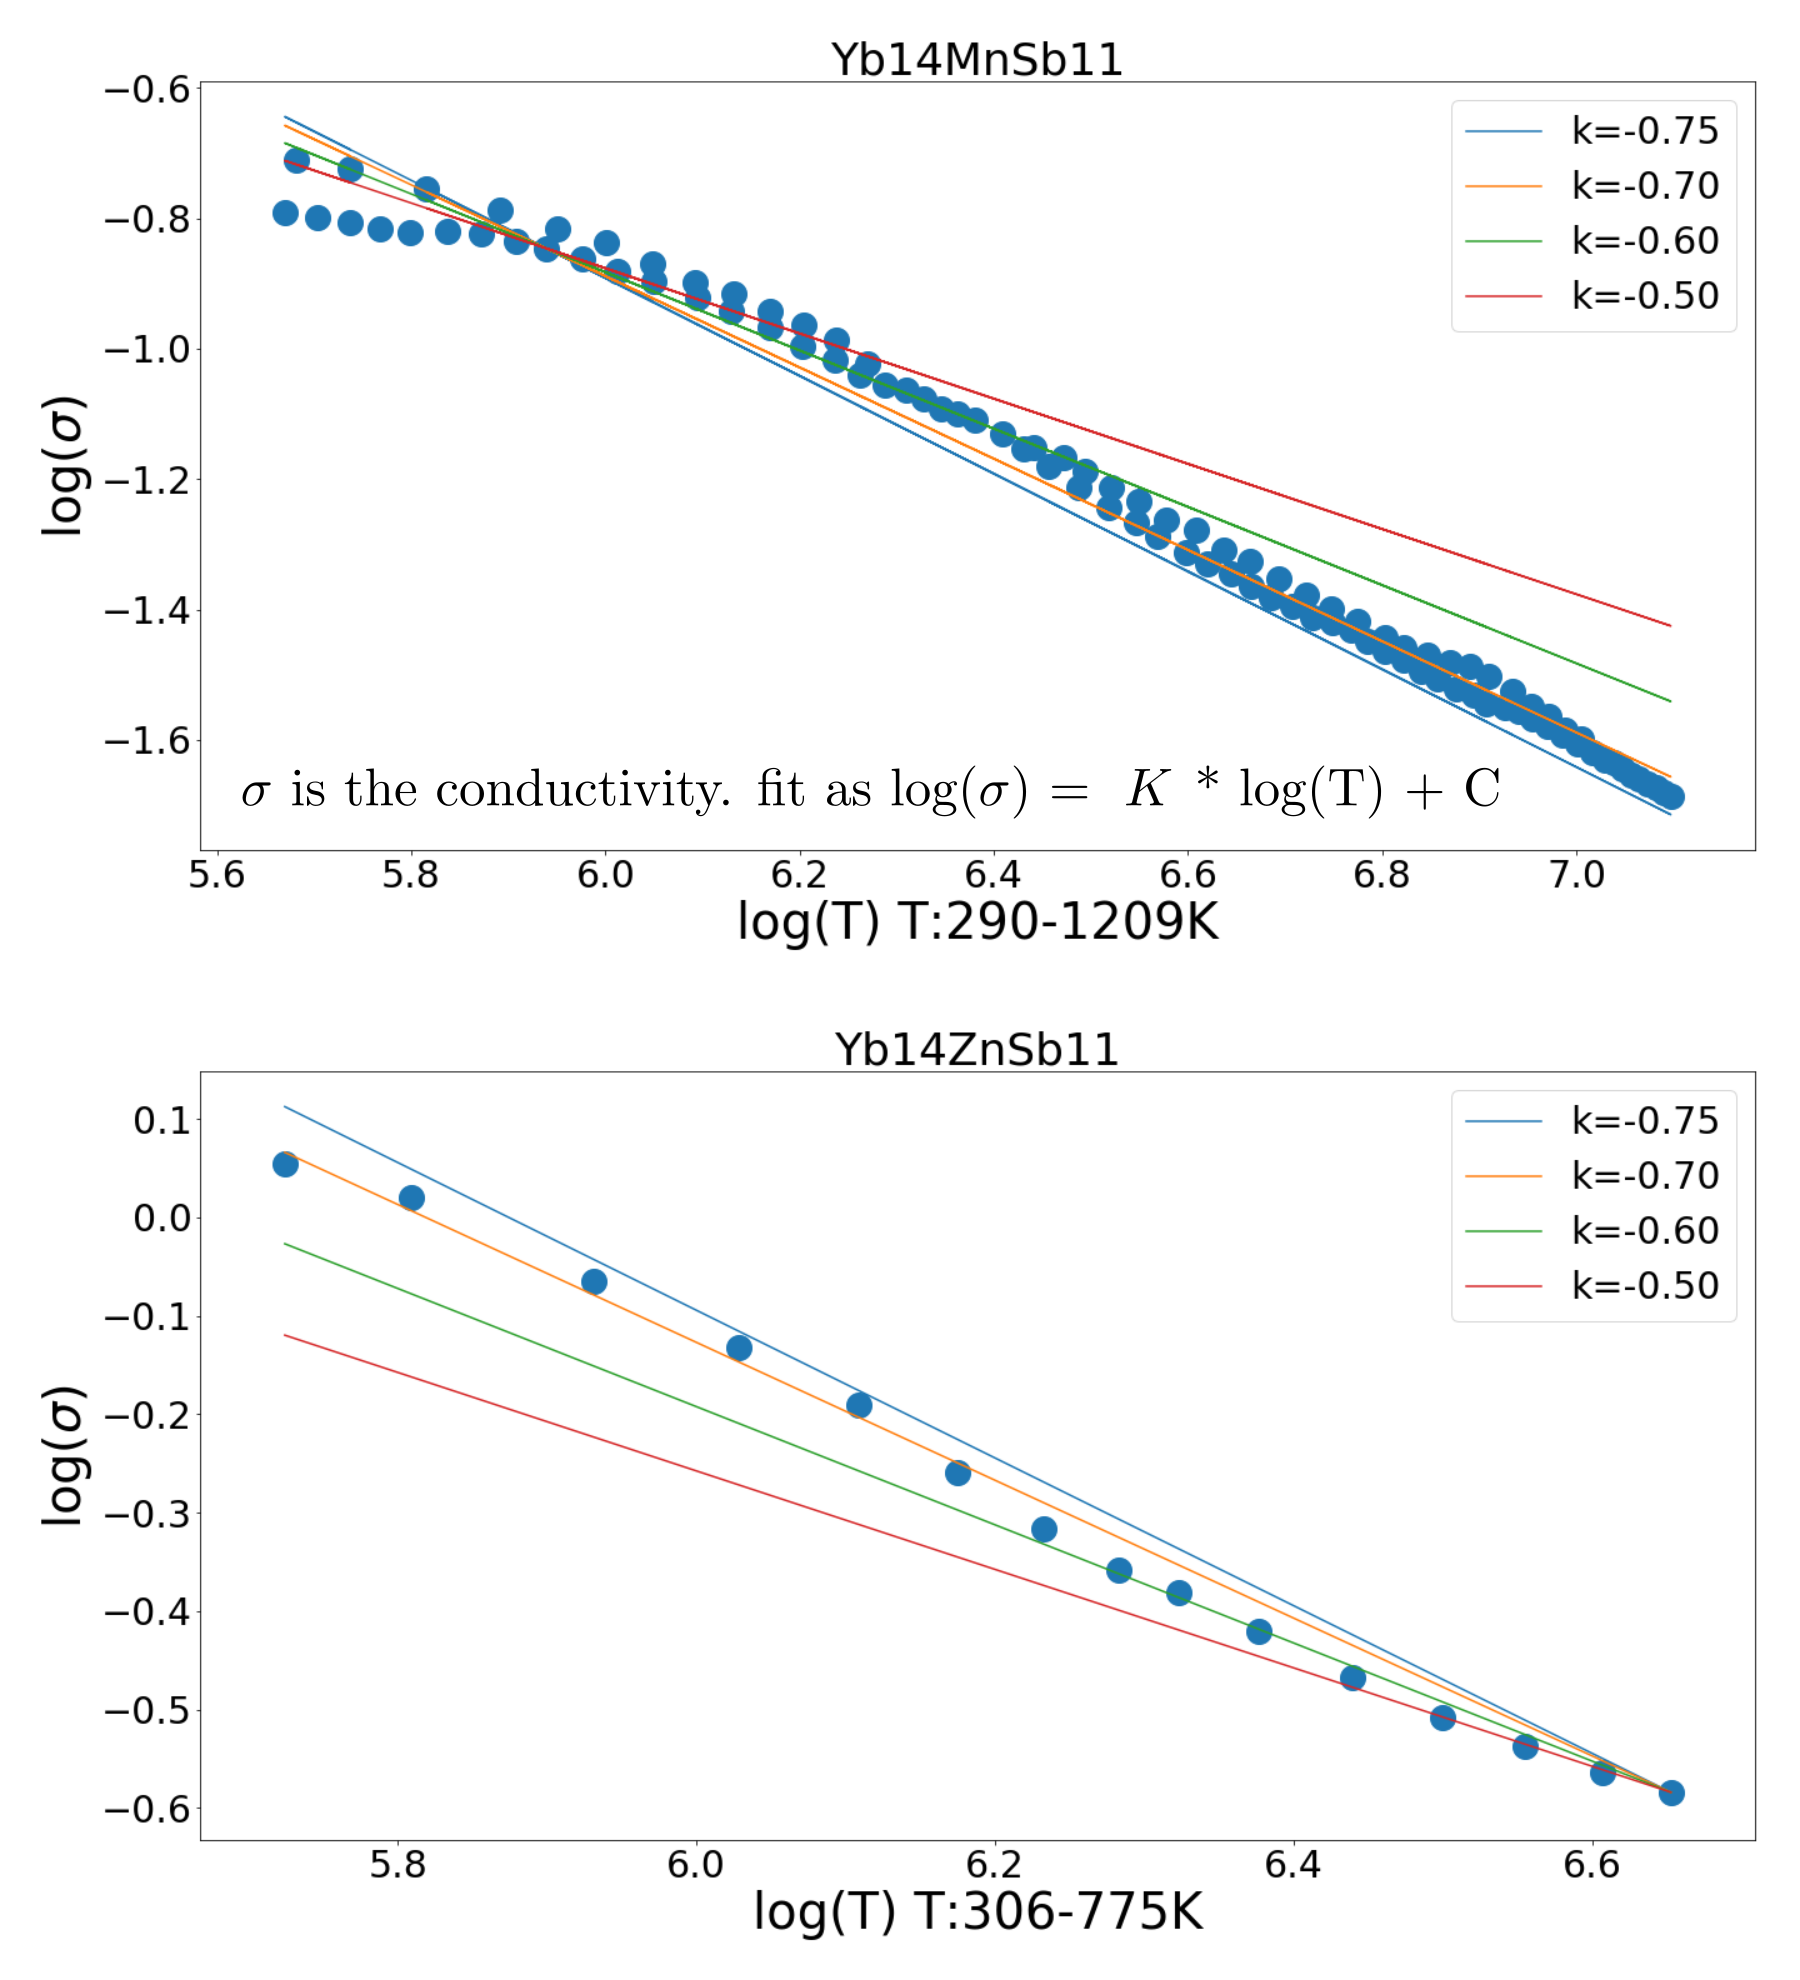 Yb14MnSb11
−0.6
−0.8
−1.0
−1.2
−1.4
−1.6
log(σ)
k=-0.75
k=-0.70
k=-0.60
k=-0.50
σ is the conductivity. fit as log(σ) = K * log(T) + C
5.6 5.8 6.0 6.2 6.4 6.6 6.8 7.0
log(T) T:290-1209K
Yb14ZnSb11
0.1
0.0
−0.1
−0.2
−0.3
−0.4
−0.5
−0.6
log(σ)
k=-0.75
k=-0.70
k=-0.60
k=-0.50
5.8 6.0 6.2 6.4 6.6
log(T) T:306-775K